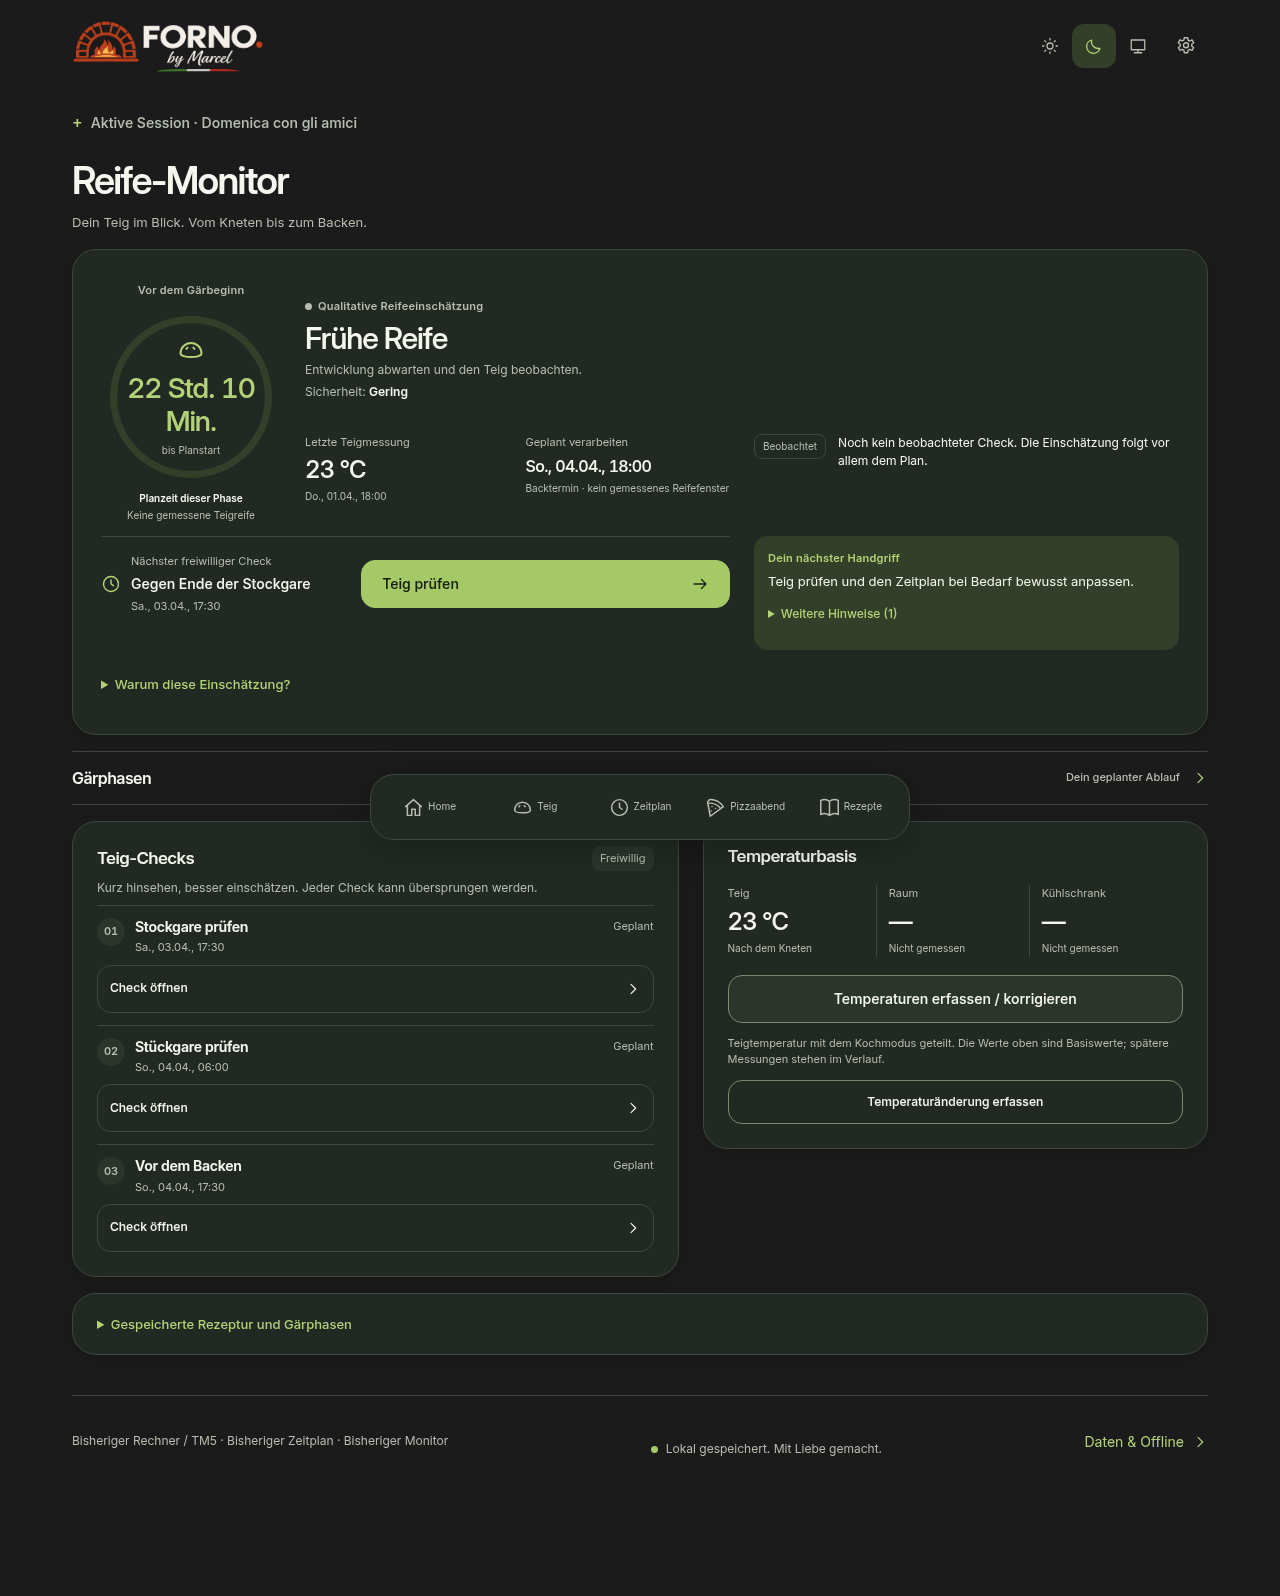 FORNO.
by Marcel
+ Aktive Session · Domenica con gli amici
Reife-Monitor
Dein Teig im Blick. Vom Kneten bis zum Backen.
Vor dem Gärbeginn
22 Std. 10
Min.
bis Planstart
Planzeit dieser Phase
Keine gemessene Teigreife
Qualitative Reifeeinschätzung
Frühe Reife
Entwicklung abwarten und den Teig beobachten.
Sicherheit: Gering
Letzte Teigmessung
23 °C
Do., 01.04., 18:00
Geplant verarbeiten
So., 04.04., 18:00
Backtermin · kein gemessenes Reifefenster
Beobachtet
Noch kein beobachteter Check. Die Einschätzung folgt vor
allem dem Plan.
Nächster freiwilliger Check
Gegen Ende der Stockgare
Sa., 03.04., 17:30
Teig prüfen
Dein nächster Handgriff
Teig prüfen und den Zeitplan bei Bedarf bewusst anpassen.
Weitere Hinweise (1)
Warum diese Einschätzung?
Gärphasen
Dein geplanter Ablauf
Home
Teig
Zeitplan
Pizzaabend
Rezepte
Teig-Checks
Freiwillig
Kurz hinsehen, besser einschätzen. Jeder Check kann übersprungen werden.
01
Stockgare prüfen
Geplant
Sa., 03.04., 17:30
Check öffnen
02
Stückgare prüfen
Geplant
So., 04.04., 06:00
Check öffnen
03
Vor dem Backen
Geplant
So., 04.04., 17:30
Check öffnen
Temperaturbasis
Teig
23 °C
Nach dem Kneten
Raum
—
Nicht gemessen
Kühlschrank
—
Nicht gemessen
Temperaturen erfassen / korrigieren
Teigtemperatur mit dem Kochmodus geteilt. Die Werte oben sind Basiswerte; spätere
Messungen stehen im Verlauf.
Temperaturänderung erfassen
Gespeicherte Rezeptur und Gärphasen
Bisheriger Rechner / TM5 · Bisheriger Zeitplan · Bisheriger Monitor
Lokal gespeichert. Mit Liebe gemacht.
Daten & Offline